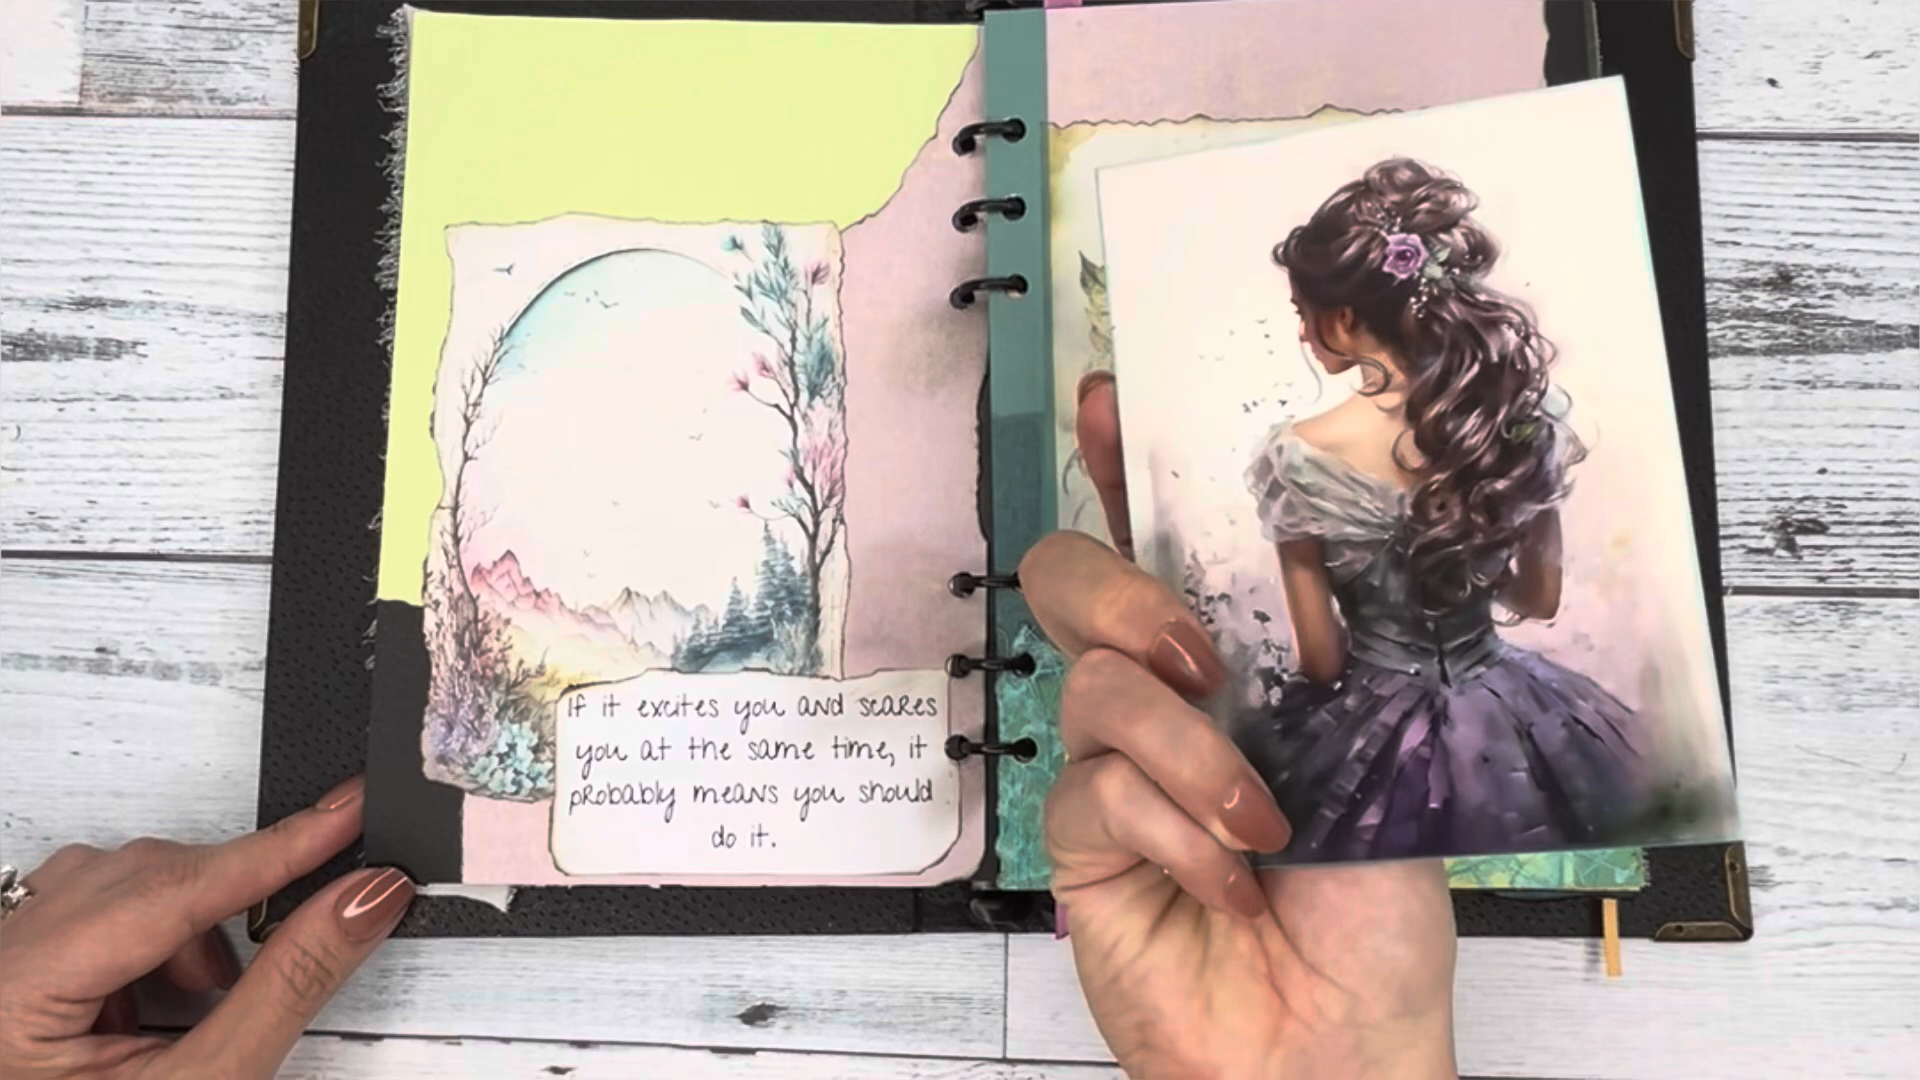 If it excites you and scares
you at the same time, it
probably means you should
do it.